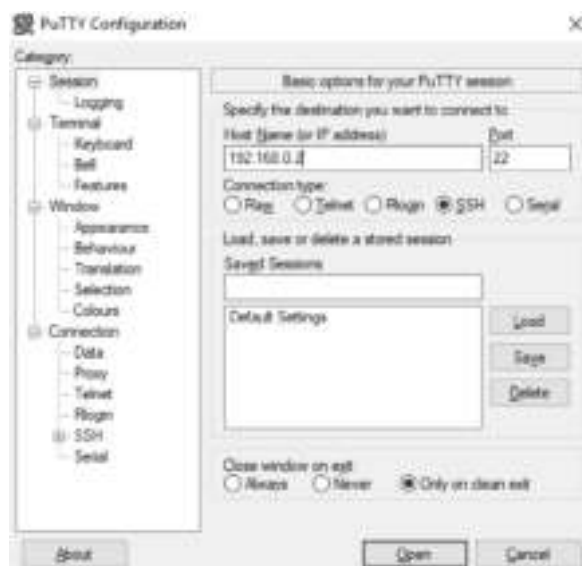 PuTTY Configuration
Category:
Session
Logging
Terminal
Keyboard
Bell
Features
Window
Appearance
Behaviour
Translation
Selection
Colours
Connection
Data
Proxy
Telnet
Rlogin
SSH
Serial
Basic options for your PuTTY session
Specify the destination you want to connect to
Host Name (or IP address) Port
192.168.0.2 22
Connection type:
Raw Telnet Rlogin SSH Serial
Load, save or delete a stored session
Saved Sessions
Default Settings
Load
Save
Delete
Close window on exit
Always Never Only on clean exit
About Open Cancel